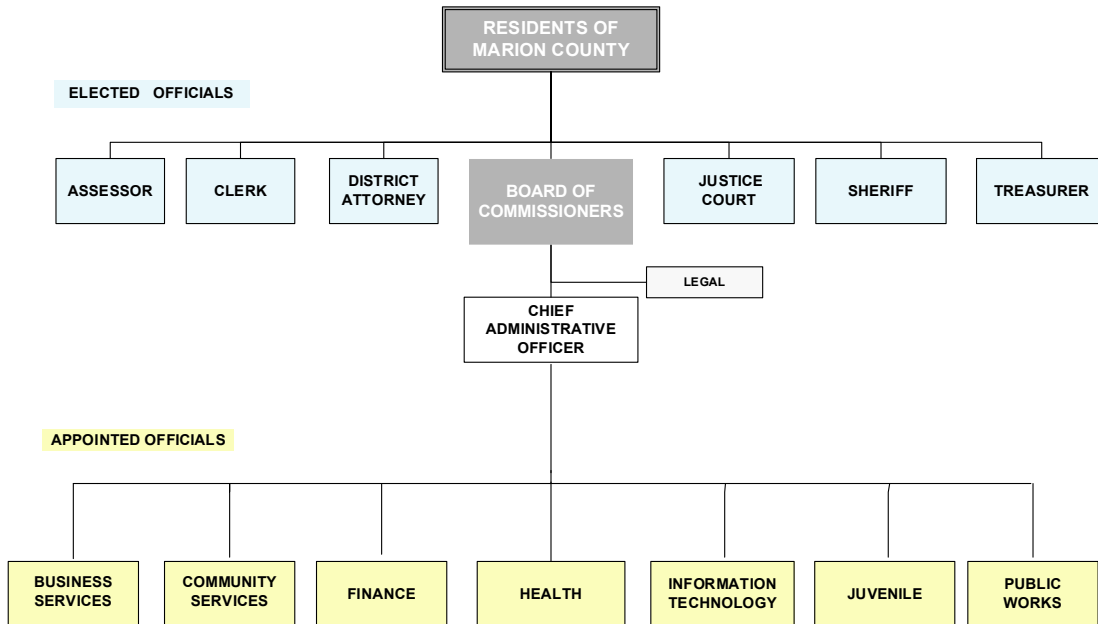 RESIDENTS OF
MARION COUNTY
ELECTED OFFICIALS
ASSESSOR
CLERK
DISTRICT
ATTORNEY
BOARD OF
COMMISSIONERS
JUSTICE
COURT
SHERIFF
TREASURER
LEGAL
CHIEF
ADMINISTRATIVE
OFFICER
APPOINTED OFFICIALS
BUSINESS
SERVICES
COMMUNITY
SERVICES
FINANCE
HEALTH
INFORMATION
TECHNOLOGY
JUVENILE
PUBLIC
WORKS